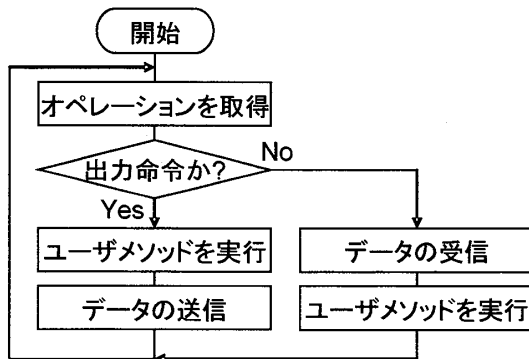 開始
オペレーションを取得
出力命令か?
No
Yes
ユーザメソッドを実行
データの送信
データの受信
ユーザメソッドを実行